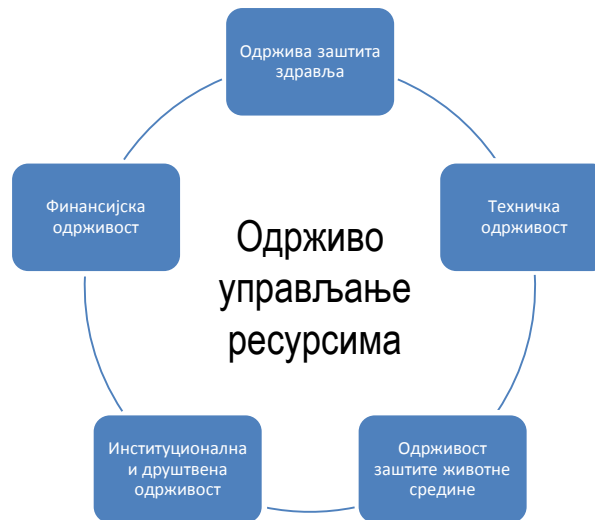 Одржива заштита
здравља
Финансијска
одрживост
Техничка
одрживост
Одрживо
управљање
ресурсима
Институционална
и друштвена
одрживост
Одрживост
заштите животне
средине